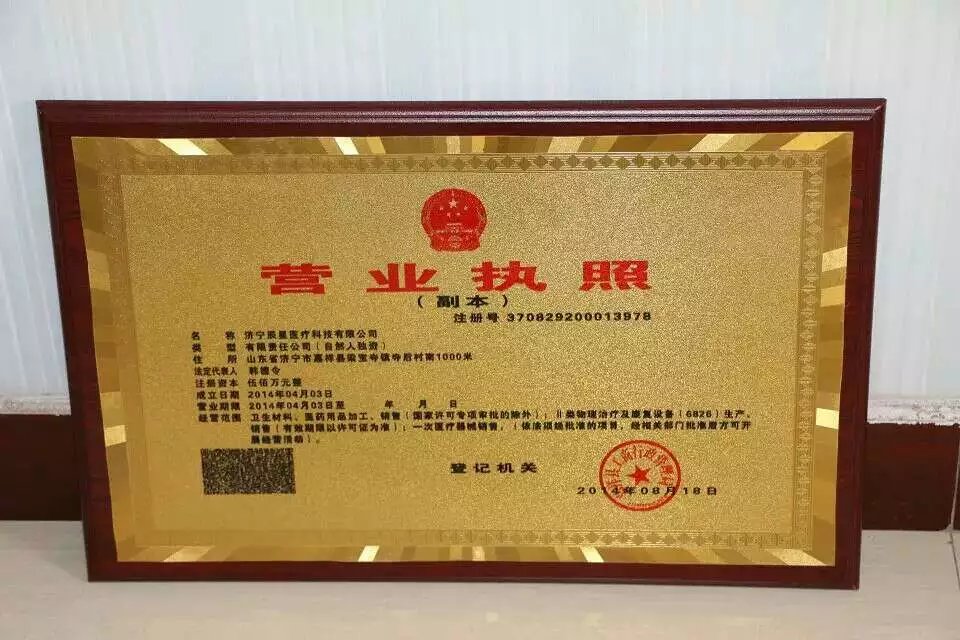 营业执照
（副本）
注册号 370829200013978
名 称 济宁辰星医疗科技有限公司
类 型 有限责任公司（自然人独资）
住 所 山东省济宁市嘉祥县梁宝寺镇寺后村南1000米
法定代表人 韩德令
注册资本 伍佰万元整
成立日期 2014年04月03日
营业期限 2014年04月03日至 年 月 日
经营范围 卫生材料、医药用品加工、销售（国家许可专项审批的除外）；II类物理治疗及康复设备（6826）生产、
销售（有效期限以许可证为准）；一次医疗器械销售。（依法须经批准的项目，经相关部门批准后方可开
展经营活动）。
登记机关
2014年08月18日